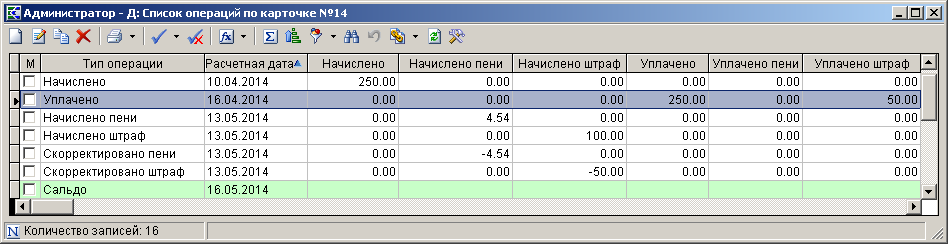 Администратор - Д: Список операций по карточке №14
М Тип операции Расчетная дата Начислено Начислено пени Начислено штраф Уплачено Уплачено пени Уплачено штраф
Начислено 10.04.2014 250.00 0.00 0.00 0.00 0.00 0.00
Уплачено 16.04.2014 0.00 0.00 0.00 250.00 0.00 50.00
Начислено пени 13.05.2014 0.00 4.54 0.00 0.00 0.00 0.00
Начислено штраф 13.05.2014 0.00 0.00 100.00 0.00 0.00 0.00
Скорректировано пени 13.05.2014 0.00 -4.54 0.00 0.00 0.00 0.00
Скорректировано штраф 13.05.2014 0.00 0.00 -50.00 0.00 0.00 0.00
Сальдо 16.05.2014
N Количество записей: 16